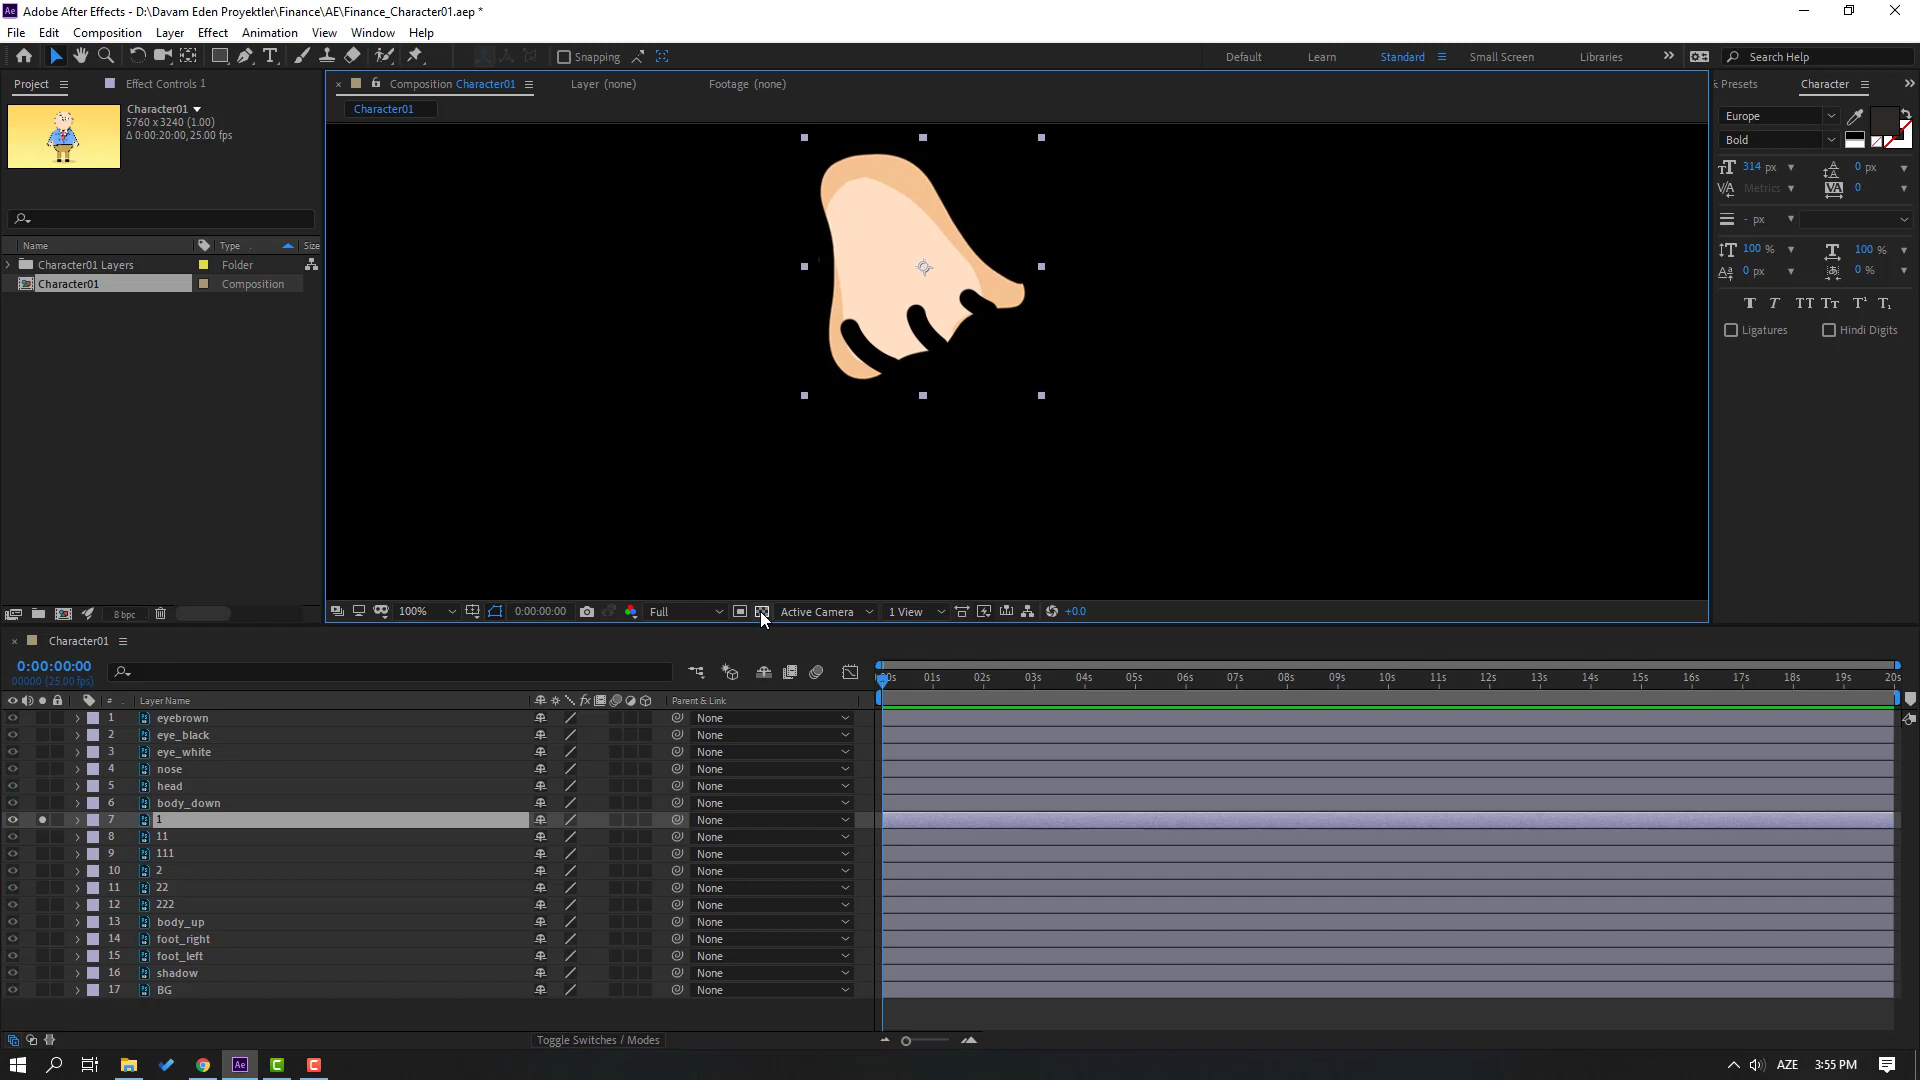 Adobe After Effects - D:\Davam Eden Proyektler\Finance\AE\Finance_Character01.aep *
File Edit Composition Layer Effect Animation View Window Help
Snapping
Default Learn Standard Small Screen Libraries Search Help
Project Effect Controls 1
Composition Character01 Layer (none) Footage (none)
Presets Character
Character01
5760 x 3240 (1.00)
Δ 0:00:20:00, 25.00 fps
Character01
Europe
Bold
314 px 0 px
Metrics 0
- px
100 % 100 %
0 px 0 %
T T TT Tт T¹ T₁
Ligatures Hindi Digits
Name Type Size
Character01 Layers Folder
Character01 Composition
8 bpc
100% 0:00:00:00 Full Active Camera 1 View +0.0
Character01
0:00:00:00
00000 (25.00 fps)
00s 01s 02s 03s 04s 05s 06s 07s 08s 09s 10s 11s 12s 13s 14s 15s 16s 17s 18s 19s 20s
# Layer Name fx Parent & Link
1 eyebrown None
2 eye_black None
3 eye_white None
4 nose None
5 head None
6 body_down None
7 1 None
8 11 None
9 111 None
10 2 None
11 22 None
12 222 None
13 body_up None
14 foot_right None
15 foot_left None
16 shadow None
17 BG None
Toggle Switches / Modes
AZE 3:55 PM